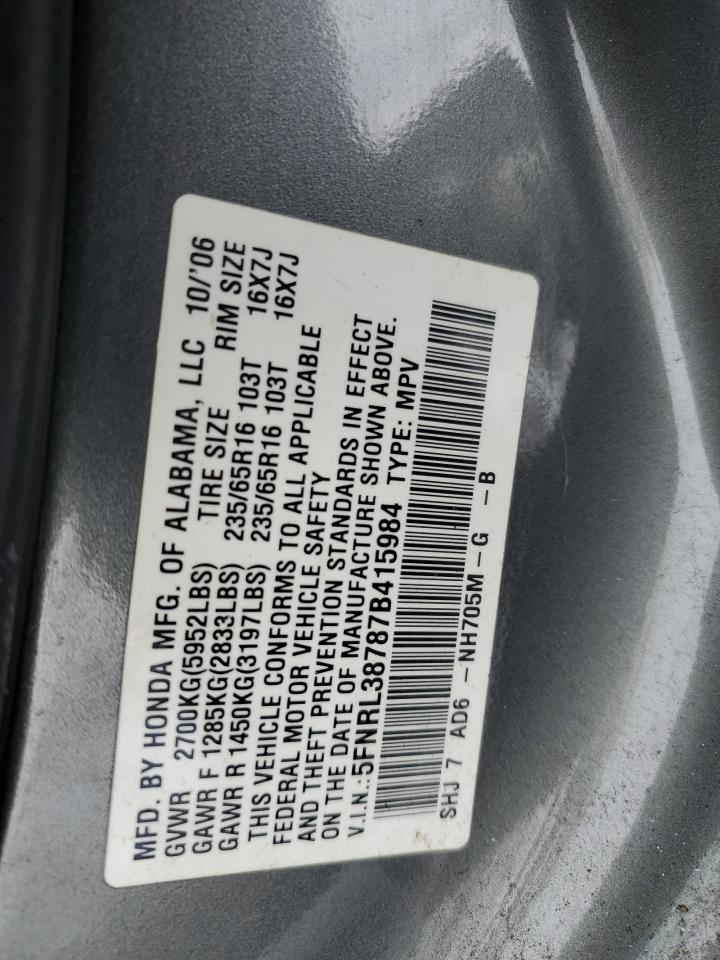 MFD. BY HONDA MFG. OF ALABAMA, LLC 10/'06
GVWR 2700KG(5952LBS) TIRE SIZE RIM SIZE
GAWR F 1285KG(2833LBS) 235/65R16 103T 16X7J
GAWR R 1450KG(3197LBS) 235/65R16 103T 16X7J
THIS VEHICLE CONFORMS TO ALL APPLICABLE
FEDERAL MOTOR VEHICLE SAFETY
AND THEFT PREVENTION STANDARDS IN EFFECT
ON THE DATE OF MANUFACTURE SHOWN ABOVE.
V.I.N.:5FNRL38787B415984 TYPE: MPV
SHJ 7 AD6 -NH705M-G -B